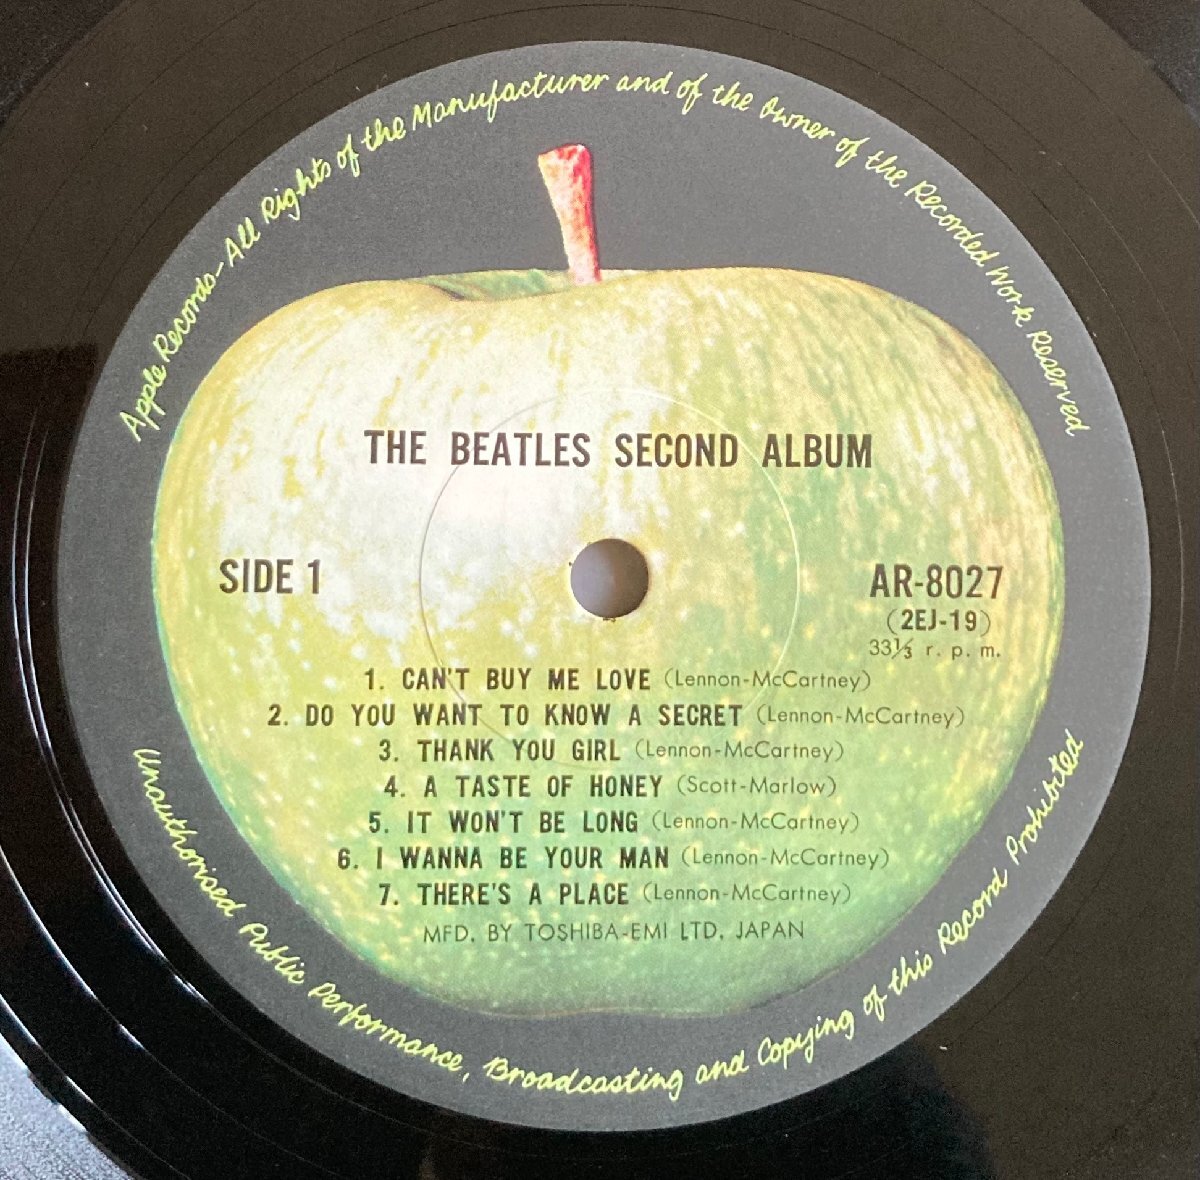 Apple Records-All Rights of the Manufacturer and of the Owner of the Recorded Work Reserved
THE BEATLES SECOND ALBUM
SIDE 1
AR-8027
(2EJ-19)
33⅓ r. p. m.
1. CAN'T BUY ME LOVE (Lennon-McCartney)
2. DO YOU WANT TO KNOW A SECRET (Lennon-McCartney)
3. THANK YOU GIRL (Lennon-McCartney)
4. A TASTE OF HONEY (Scott-Marlow)
5. IT WON'T BE LONG (Lennon-McCartney)
6. I WANNA BE YOUR MAN (Lennon-McCartney)
7. THERE'S A PLACE (Lennon-McCartney)
MFD. BY TOSHIBA-EMI LTD. JAPAN
Unauthorised Public Performance, Broadcasting and Copying of this Record Prohibited